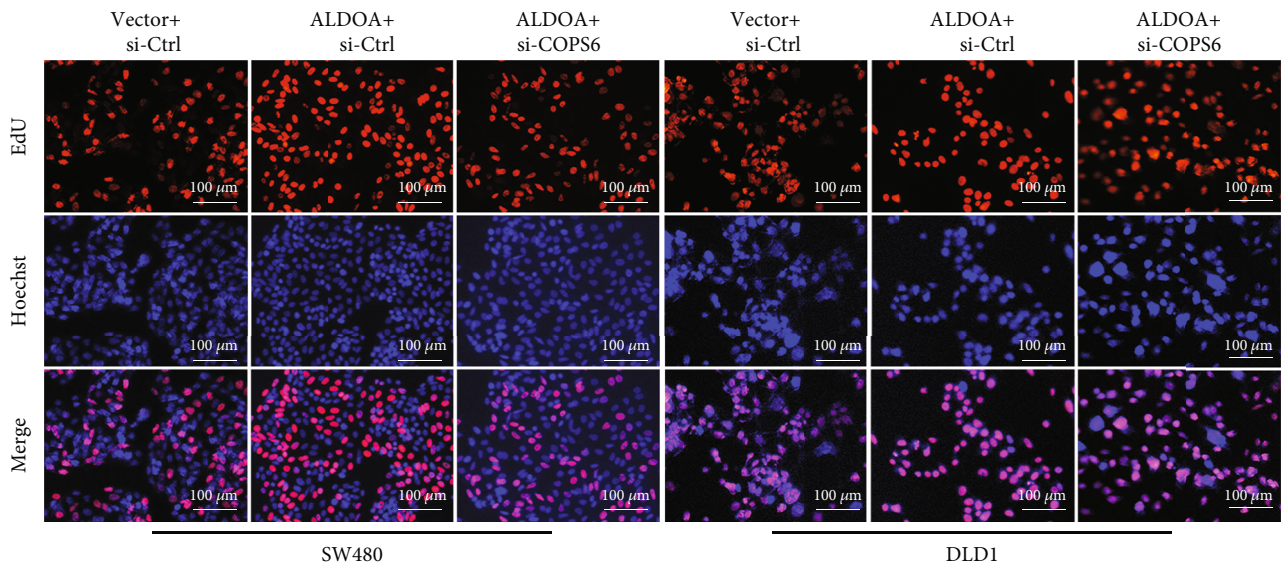 Vector+
si-Ctrl
ALDOA+
si-Ctrl
ALDOA+
si-COPS6
Vector+
si-Ctrl
ALDOA+
si-Ctrl
ALDOA+
si-COPS6
EdU
100 μm
100 μm
100 μm
100 μm
100 μm
100 μm
Hoechst
100 μm
100 μm
100 μm
100 μm
100 μm
100 μm
Merge
100 μm
100 μm
100 μm
100 μm
100 μm
100 μm
SW480
DLD1